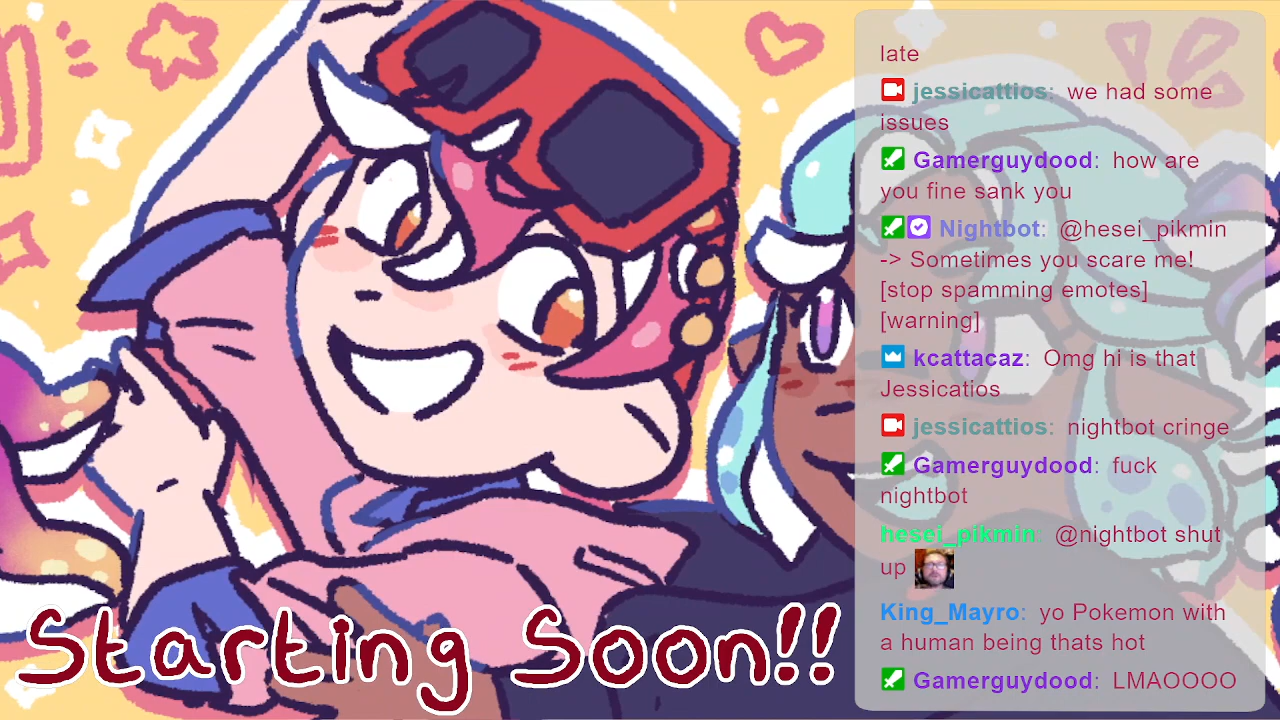 late
jessicattios: we had some
issues
Gamerguydood: how are
you fine sank you
Nightbot: @hesei_pikmin
-> Sometimes you scare me!
[stop spamming emotes]
[warning]
kcattacaz: Omg hi is that
Jessicatios
jessicattios: nightbot cringe
Gamerguydood: fuck
nightbot
hesei_pikmin: @nightbot shut
up
King_Mayro: yo Pokemon with
a human being thats hot
Gamerguydood: LMAOOOO
Starting Soon!!